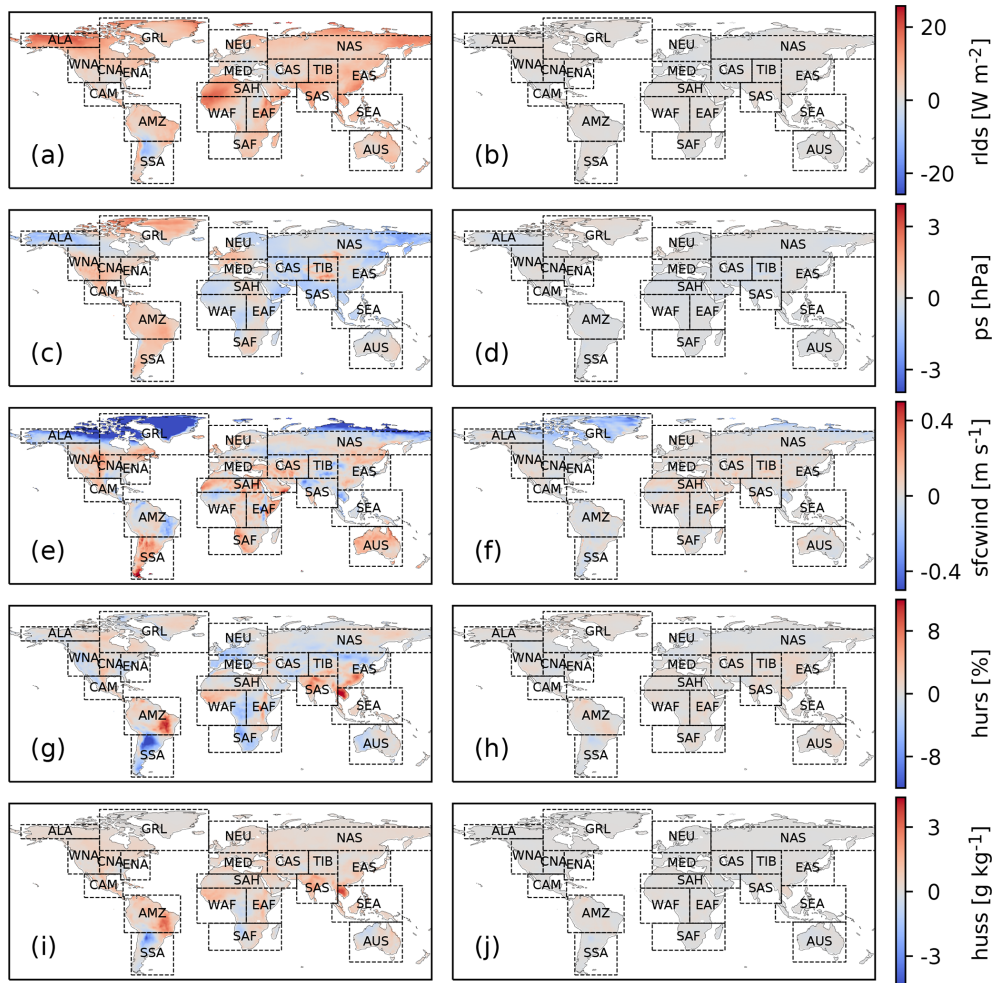 ALA GRL NEU NAS
WNA CNA ENA MED CAS TIB EAS
CAM SAH SAS
AMZ WAF EAF SEA
SSA SAF AUS
(a)
ALA GRL NEU NAS
WNA CNA ENA MED CAS TIB EAS
CAM SAH SAS
AMZ WAF EAF SEA
SSA SAF AUS
(b)
20
0
-20
rlds [W m⁻²]
ALA GRL NEU NAS
WNA CNA ENA MED CAS TIB EAS
CAM SAH SAS
AMZ WAF EAF SEA
SSA SAF AUS
(c)
ALA GRL NEU NAS
WNA CNA ENA MED CAS TIB EAS
CAM SAH SAS
AMZ WAF EAF SEA
SSA SAF AUS
(d)
3
0
-3
ps [hPa]
ALA GRL NEU NAS
WNA CNA ENA MED CAS TIB EAS
CAM SAH SAS
AMZ WAF EAF SEA
SSA SAF AUS
(e)
ALA GRL NEU NAS
WNA CNA ENA MED CAS TIB EAS
CAM SAH SAS
AMZ WAF EAF SEA
SSA SAF AUS
(f)
0.4
0
-0.4
sfcwind [m s⁻¹]
ALA GRL NEU NAS
WNA CNA ENA MED CAS TIB EAS
CAM SAH SAS
AMZ WAF EAF SEA
SSA SAF AUS
(g)
ALA GRL NEU NAS
WNA CNA ENA MED CAS TIB EAS
CAM SAH SAS
AMZ WAF EAF SEA
SSA SAF AUS
(h)
8
0
-8
hurs [%]
ALA GRL NEU NAS
WNA CNA ENA MED CAS TIB EAS
CAM SAH SAS
AMZ WAF EAF SEA
SSA SAF AUS
(i)
ALA GRL NEU NAS
WNA CNA ENA MED CAS TIB EAS
CAM SAH SAS
AMZ WAF EAF SEA
SSA SAF AUS
(j)
3
0
-3
huss [g kg⁻¹]